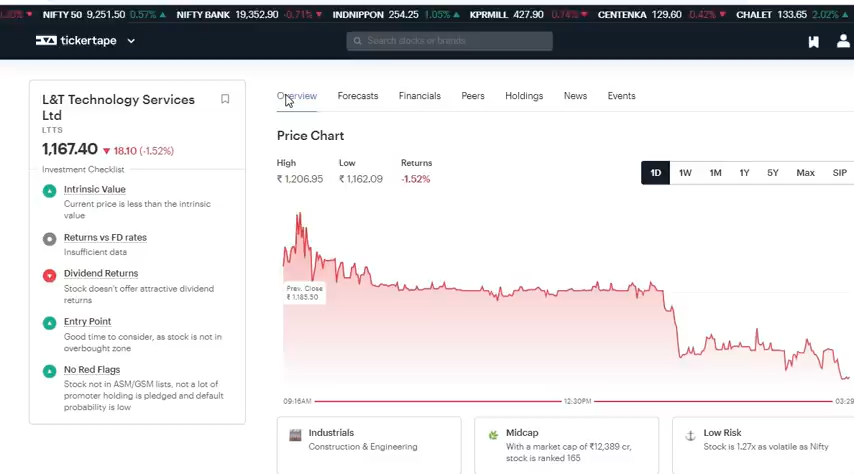 NIFTY 50 9,251.50 0.57% NIFTY BANK 19,352.90 -0.71% INDNIPPON 254.25 1.05% KPRMILL 427.90 0.74% CENTENKA 129.60 0.42% CHALET 133.65 2.02%
tickertape
Search stocks or brands
L&T Technology Services
Ltd
LTTS
1,167.40 18.10 (-1.52%)
Investment Checklist
Intrinsic Value
Current price is less than the intrinsic
value
Returns vs FD rates
Insufficient data
Dividend Returns
Stock doesn't offer attractive dividend
returns
Entry Point
Good time to consider, as stock is not in
overbought zone
No Red Flags
Stock not in ASM/GSM lists, not a lot of
promoter holding is pledged and default
probability is low
Overview Forecasts Financials Peers Holdings News Events
Price Chart
High Low Returns
₹ 1,206.95 ₹ 1,162.09 -1.52%
1D 1W 1M 1Y 5Y Max SIP
Prev. Close
₹ 1,185.50
09:16AM 12:30PM 03:29
Industrials
Construction & Engineering
Midcap
With a market cap of ₹12,389 cr,
stock is ranked 165
Low Risk
Stock is 1.27x as volatile as Nifty